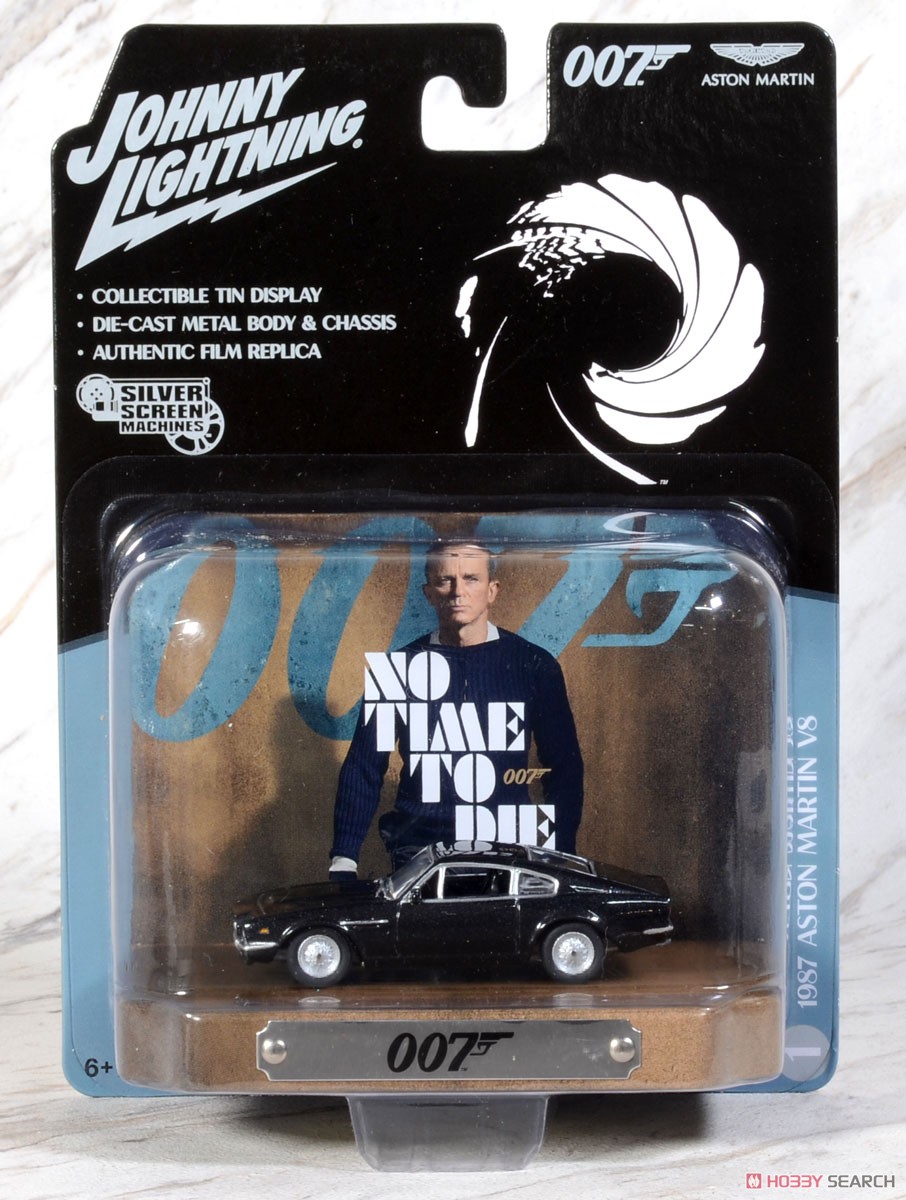 JOHNNY
LIGHTNING.
007
ASTON MARTIN
• COLLECTIBLE TIN DISPLAY
• DIE-CAST METAL BODY & CHASSIS
• AUTHENTIC FILM REPLICA
SILVER
SCREEN
MACHINES
TM
007
NO
TIME
TO
007
DIE
1987 ASTON MARTIN V8
1
6+
007
HOBBY SEARCH